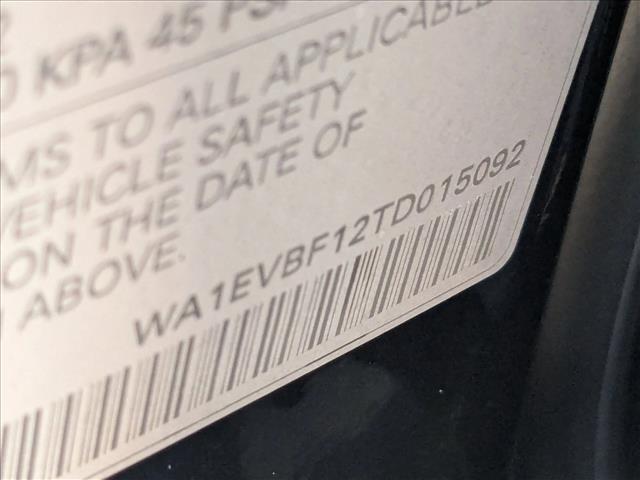 KPA 45 PSI
MS TO ALL APPLICABLE
VEHICLE SAFETY
ON THE DATE OF
ABOVE.
WA1EVBF12TD015092